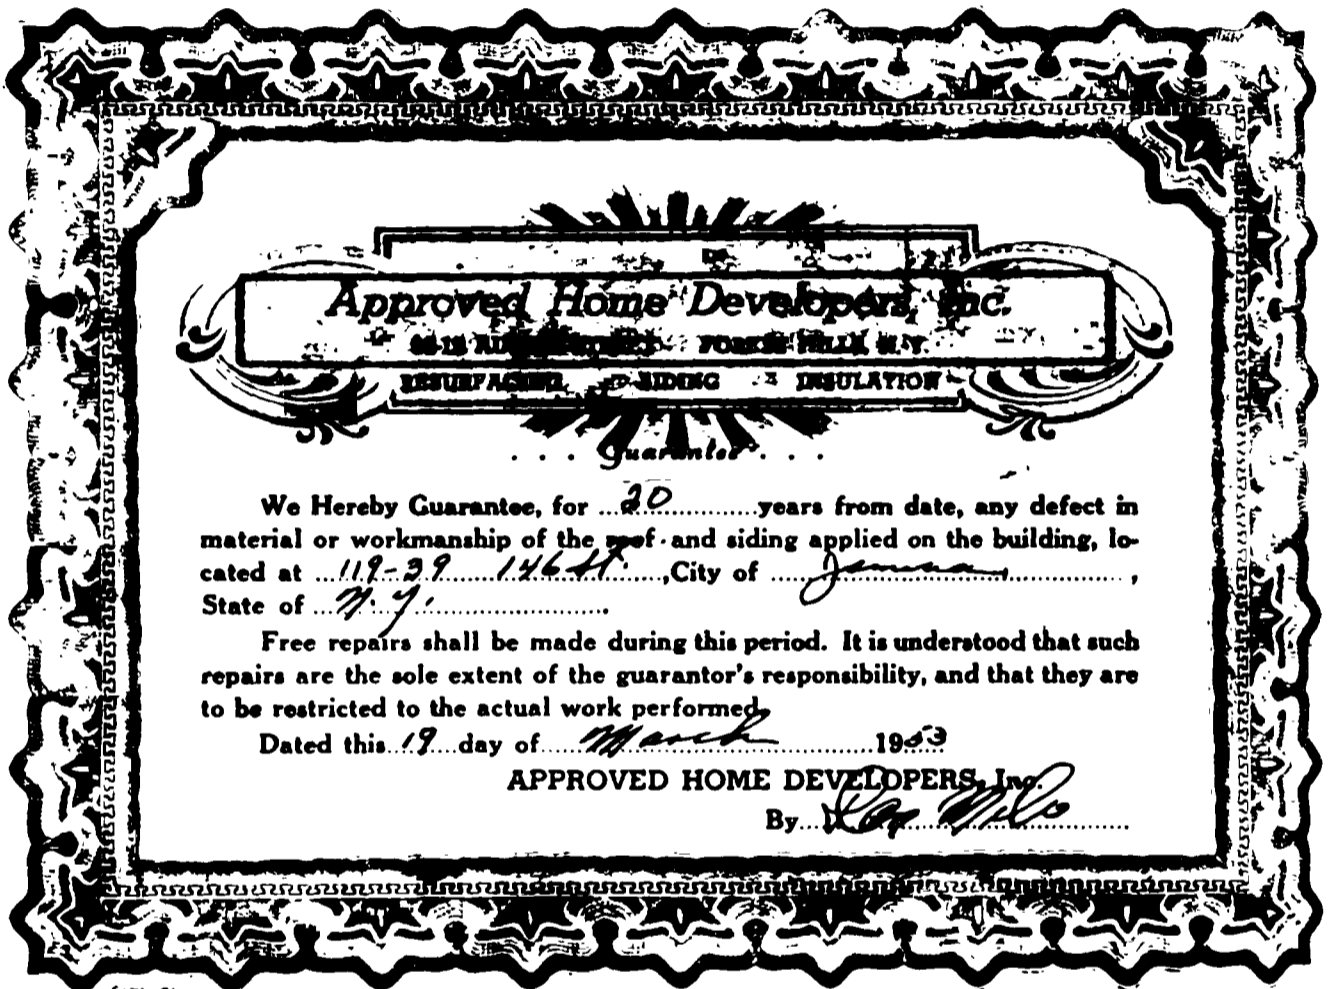 Approved Home Developers, Inc.
FOREST HILLS, N.Y.
RESURFACING SIDING INSULATION
. . . Guarantee . . .
We Hereby Guarantee, for 20 years from date, any defect in
material or workmanship of the roof and siding applied on the building, lo-
cated at 119-39 146 St. , City of Jamaica ,
State of N. Y. .
Free repairs shall be made during this period. It is understood that such
repairs are the sole extent of the guarantor's responsibility, and that they are
to be restricted to the actual work performed.
Dated this 19 day of March 1953
APPROVED HOME DEVELOPERS, Inc.
By